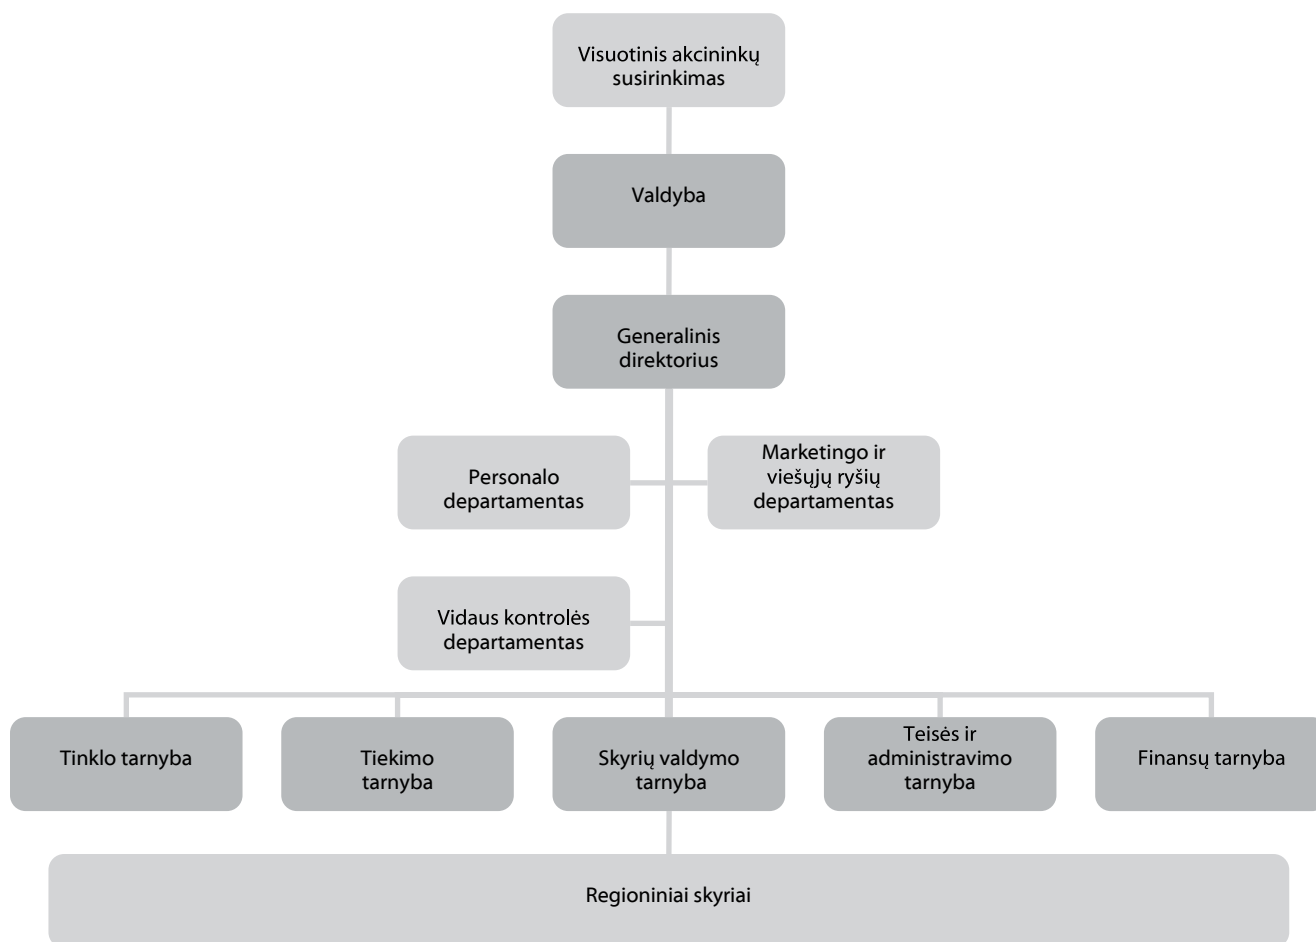 Visuotinis akcininkų
susirinkimas
Valdyba
Generalinis
direktorius
Personalo
departamentas
Marketingo ir
viešųjų ryšių
departamentas
Vidaus kontrolės
departamentas
Tinklo tarnyba
Tiekimo
tarnyba
Skyrių valdymo
tarnyba
Teisės ir
administravimo
tarnyba
Finansų tarnyba
Regioniniai skyriai